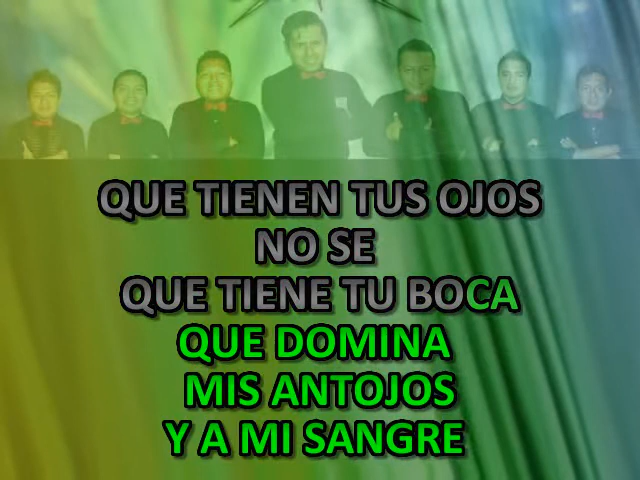 QUE TIENEN TUS OJOS
NO SE
QUE TIENE TU BOCA
QUE DOMINA
MIS ANTOJOS
Y A MI SANGRE